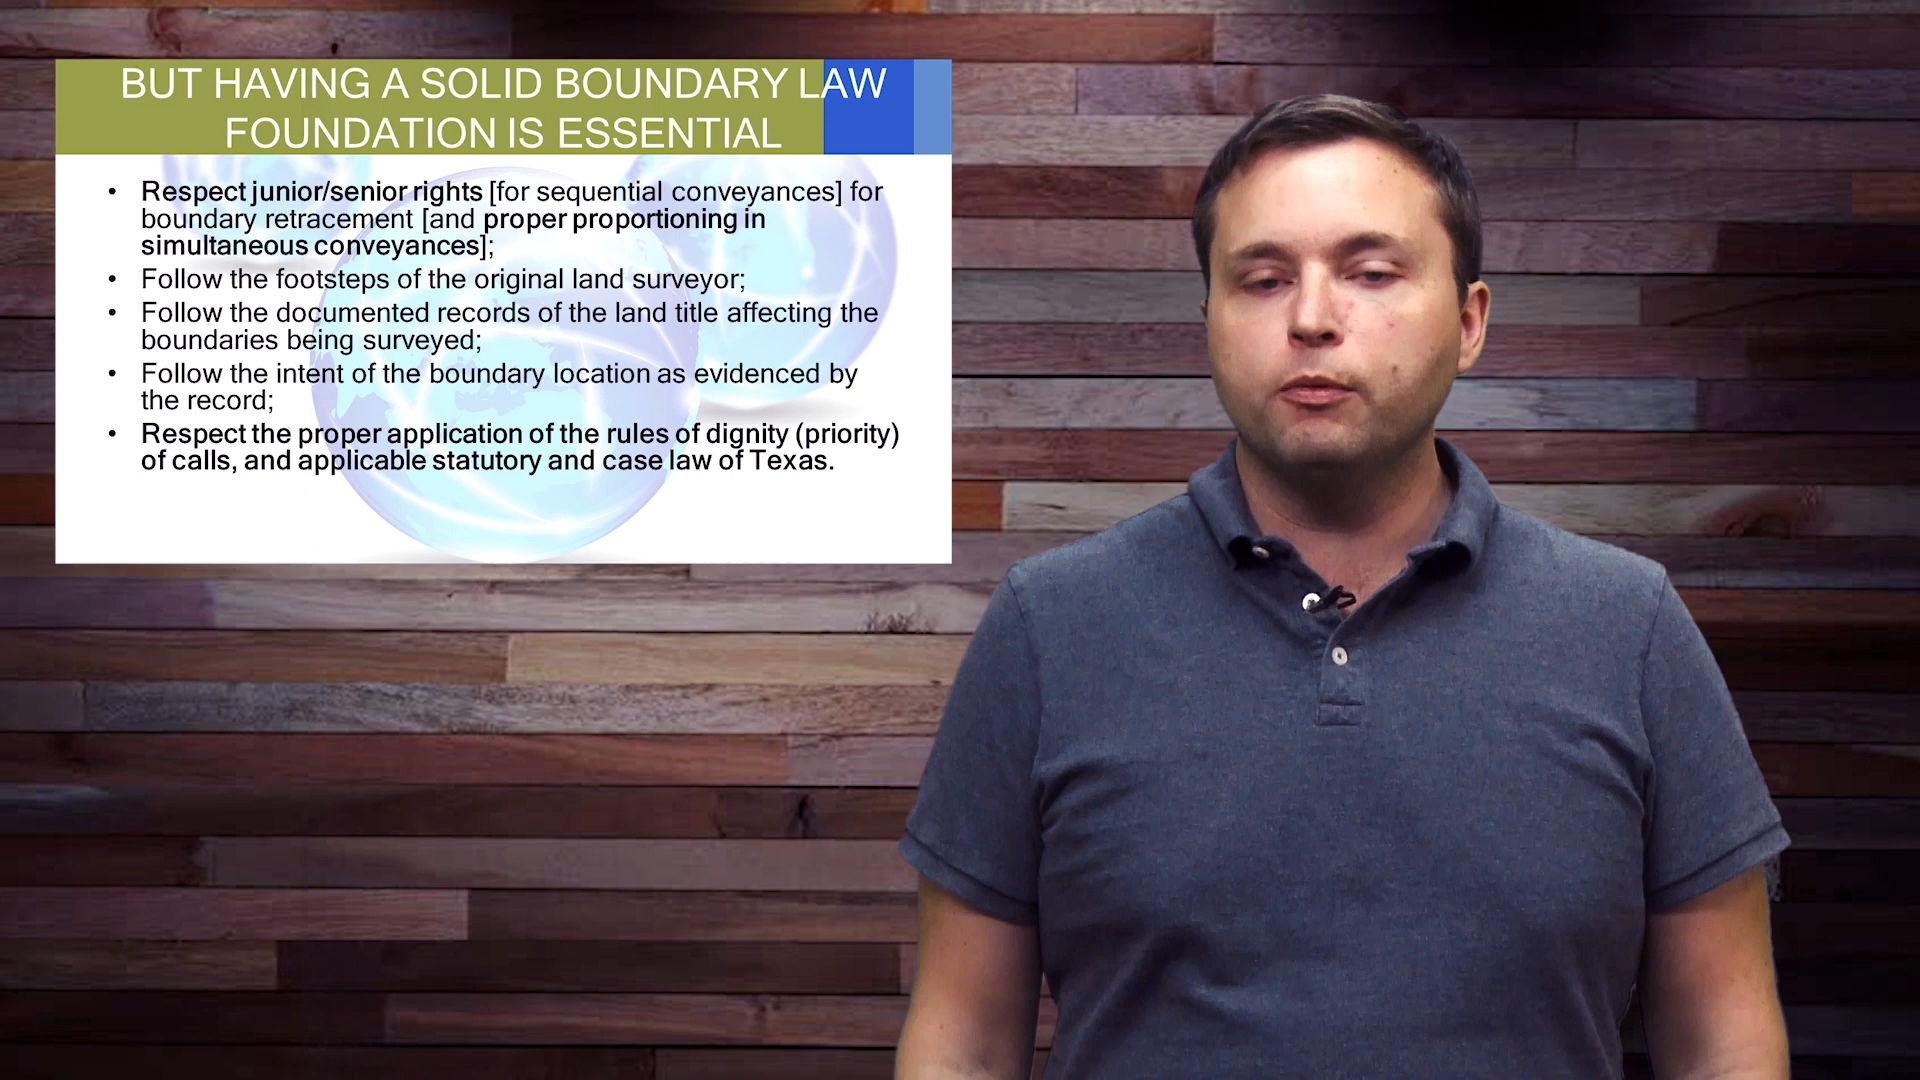 BUT HAVING A SOLID BOUNDARY LAW
FOUNDATION IS ESSENTIAL
• Respect junior/senior rights [for sequential conveyances] for
boundary retracement [and proper proportioning in
simultaneous conveyances];
• Follow the footsteps of the original land surveyor;
• Follow the documented records of the land title affecting the
boundaries being surveyed;
• Follow the intent of the boundary location as evidenced by
the record;
• Respect the proper application of the rules of dignity (priority)
of calls, and applicable statutory and case law of Texas.